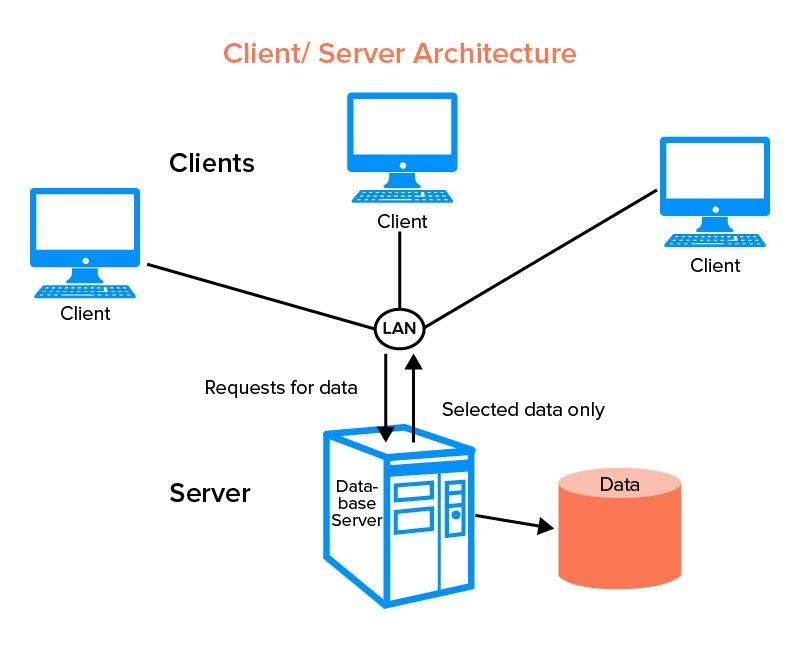 Client/ Server Architecture
Clients
Client
Client
Client
LAN
Requests for data
Selected data only
Server
Data-
base
Server
Data